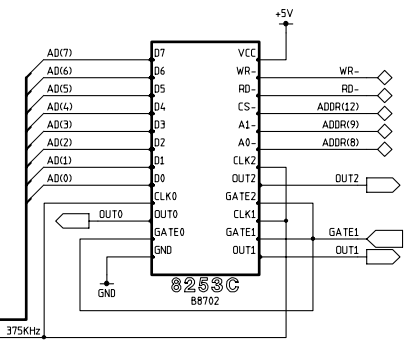 +5V
AD(7) D7 VCC
AD(6) D6 WR- WR-
AD(5) D5 RD- RD-
AD(4) D4 CS- ADDR(12)
AD(3) D3 A1- ADDR(9)
AD(2) D2 A0- ADDR(8)
AD(1) D1 CLK2
AD(0) D0 OUT2 OUT2
CLK0 GATE2
OUT0 OUT0 CLK1
GATE0 GATE1 GATE1
GND OUT1 OUT1
GND
8253C
B8702
375KHz